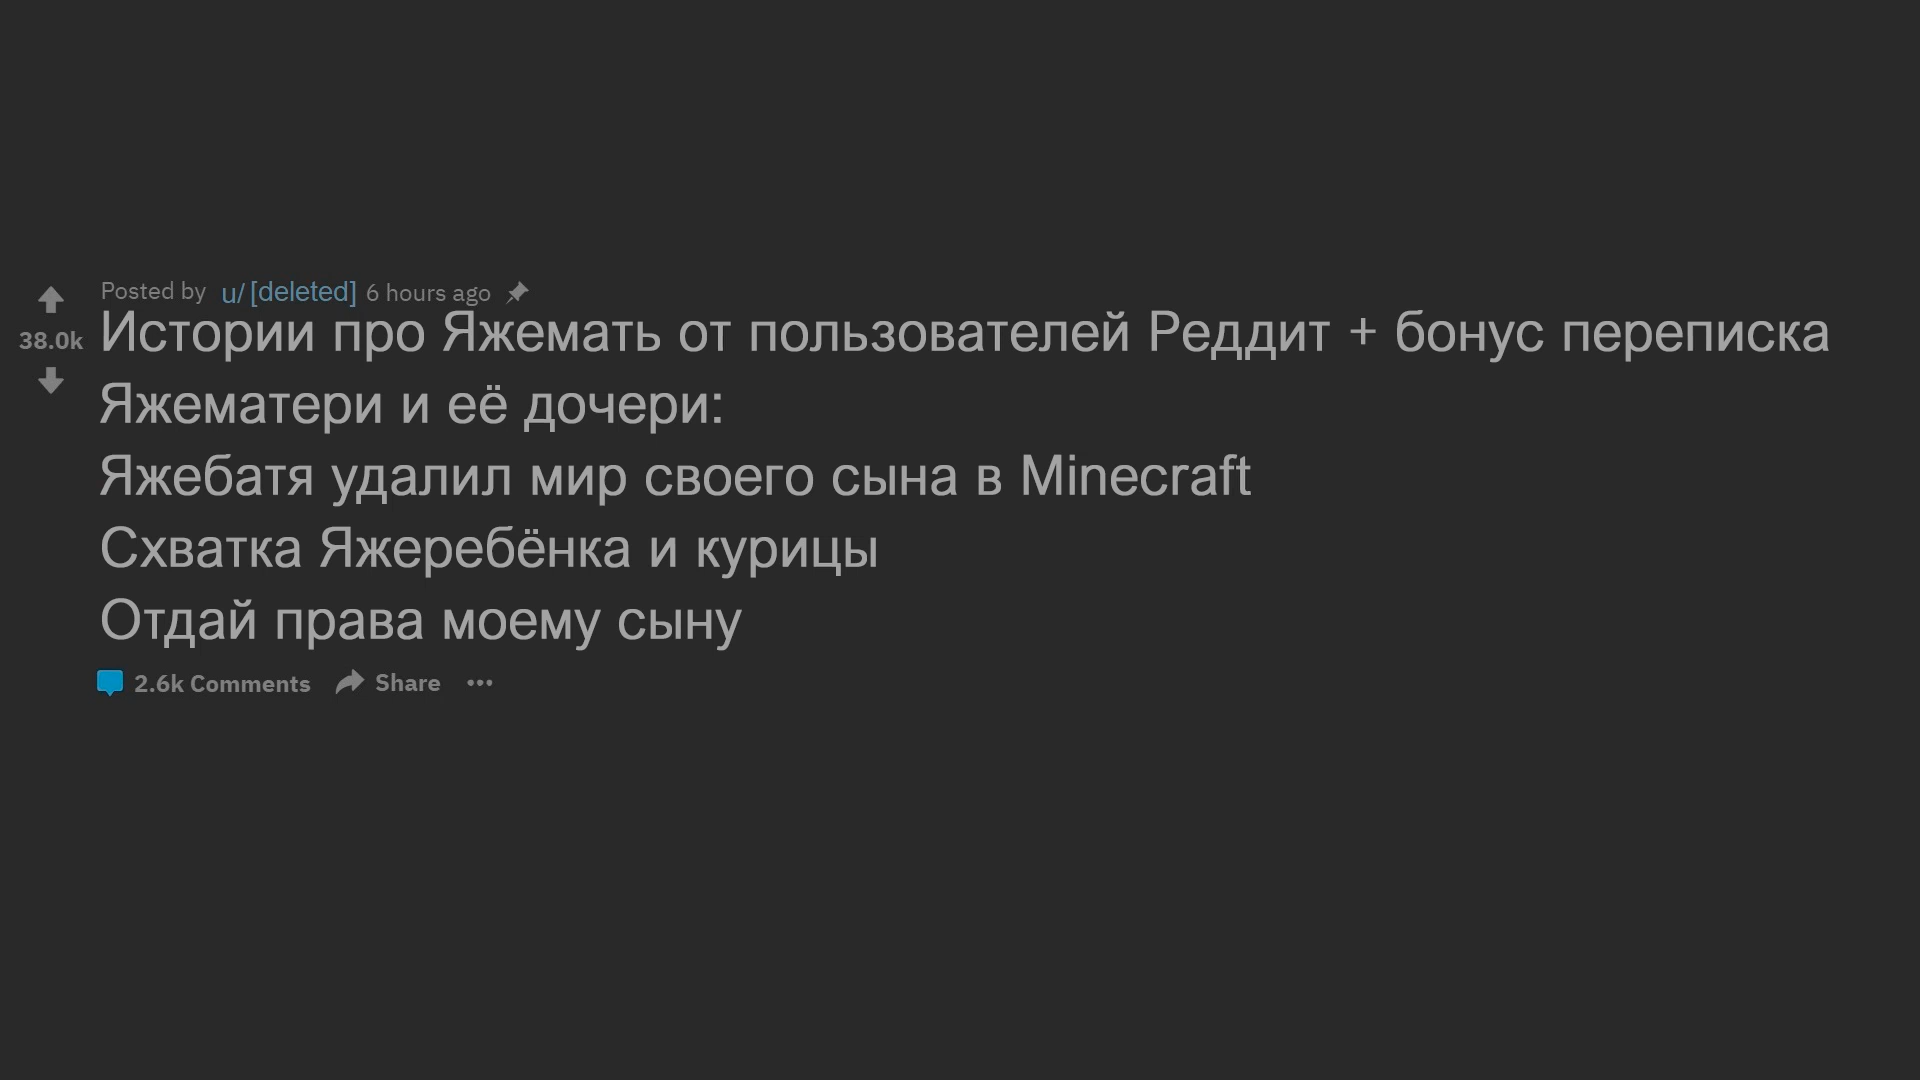 Posted by u/[deleted] 6 hours ago
38.0k
Истории про Яжемать от пользователей Реддит + бонус переписка
Яжематери и её дочери:
Яжебатя удалил мир своего сына в Minecraft
Схватка Яжеребёнка и курицы
Отдай права моему сыну
2.6k Comments Share ...